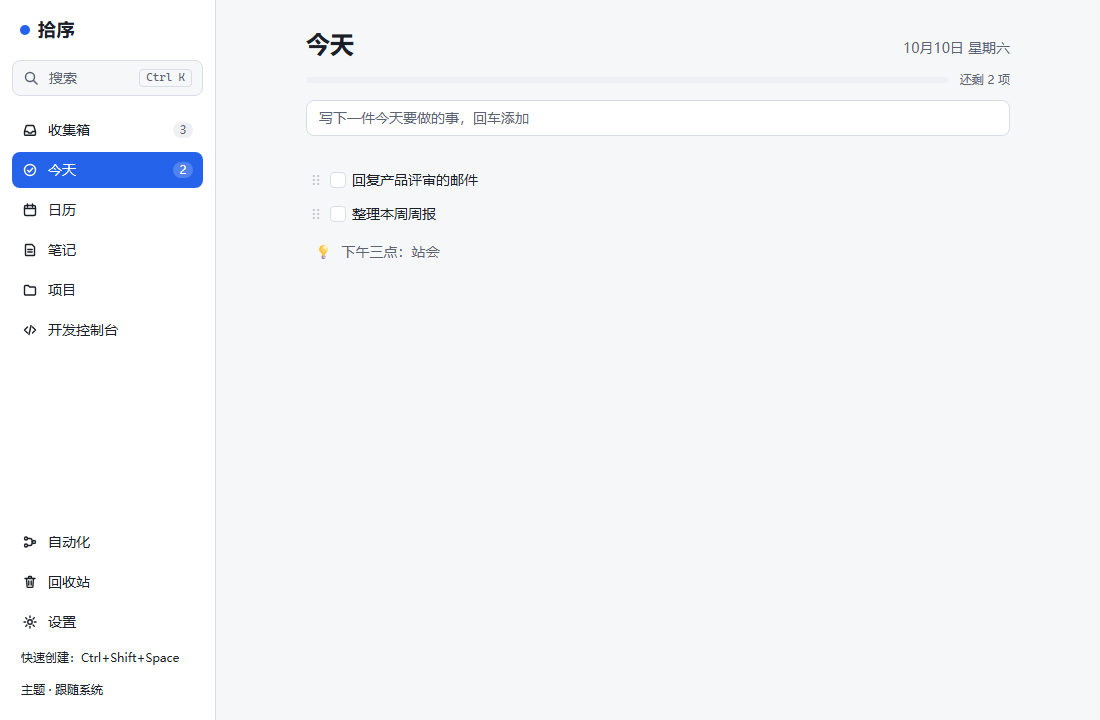 拾序
搜索 Ctrl K
收集箱 3
今天 2
日历
笔记
项目
开发控制台
自动化
回收站
设置
快速创建：Ctrl+Shift+Space
主题 · 跟随系统
今天
10月10日 星期六
还剩 2 项
写下一件今天要做的事，回车添加
回复产品评审的邮件
整理本周周报
下午三点：站会